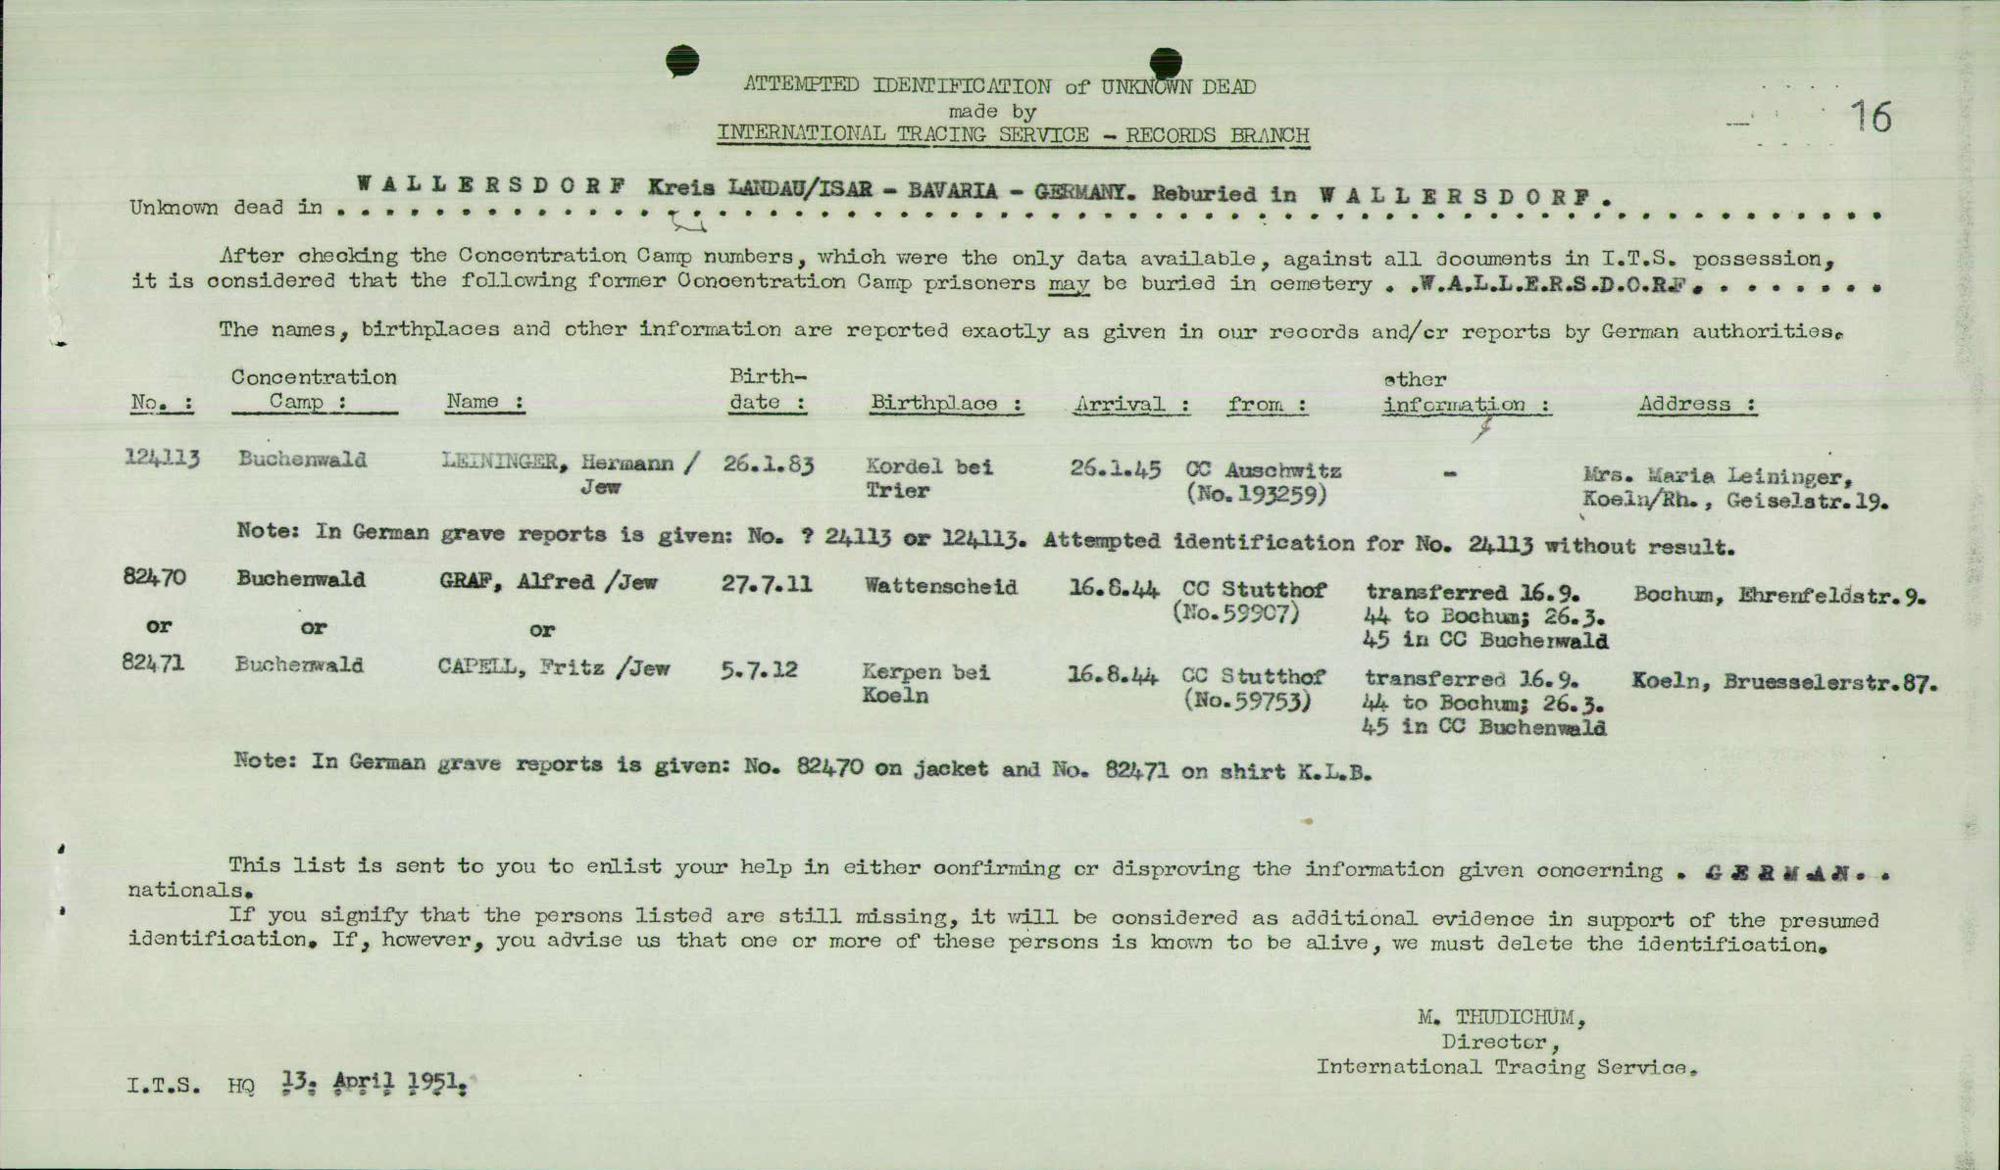 ATTEMPTED IDENTIFICATION of UNKNOWN DEAD
made by
INTERNATIONAL TRACING SERVICE - RECORDS BRANCH
16
Unknown dead in W A L L E R S D O R F Kreis LANDAU/ISAR - BAVARIA - GERMANY. Reburied in W A L L E R S D O R F.
After checking the Concentration Camp numbers, which were the only data available, against all documents in I.T.S. possession,
it is considered that the following former Concentration Camp prisoners may be buried in cemetery . .W.A.L.L.E.R.S.D.O.R.F. . . . . . . .
The names, birthplaces and other information are reported exactly as given in our records and/or reports by German authorities.
No. : Concentration Camp : Name : Birth-date : Birthplace : Arrival : from : other information : Address :
124113 Buchenwald LEININGER, Hermann / 26.1.83 Kordel bei 26.1.45 CC Auschwitz - Mrs. Maria Leininger,
Jew Trier (No.193259) Koeln/Rh., Geiselstr.19.
Note: In German grave reports is given: No. ? 24113 or 124113. Attempted identification for No. 24113 without result.
82470 Buchenwald GRAF, Alfred /Jew 27.7.11 Wattenscheid 16.8.44 CC Stutthof transferred 16.9. Bochum, Ehrenfeldstr.9.
(No.59907) 44 to Bochum; 26.3.
or or or 45 in CC Buchenwald
82471 Buchenwald CAPELL, Fritz /Jew 5.7.12 Kerpen bei 16.8.44 CC Stutthof transferred 16.9. Koeln, Bruesselerstr.87.
Koeln (No.59753) 44 to Bochum; 26.3.
45 in CC Buchenwald
Note: In German grave reports is given: No. 82470 on jacket and No. 82471 on shirt K.L.B.
This list is sent to you to enlist your help in either confirming or disproving the information given concerning . G E R M A N. .
nationals.
If you signify that the persons listed are still missing, it will be considered as additional evidence in support of the presumed
identification. If, however, you advise us that one or more of these persons is known to be alive, we must delete the identification.
M. THUDICHUM,
Director,
International Tracing Service.
I.T.S. HQ 13. April 1951.